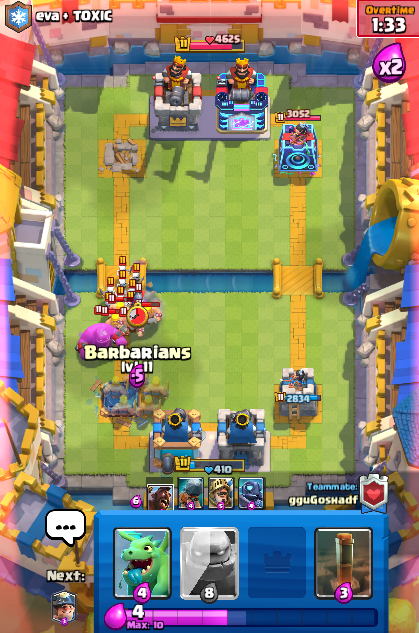 eva + TOXIC
4625
Overtime
1:33
x2
3052
Barbarians
lvl 11
-5
2834
410
Teammate:
gguGoshadf
...
Next:
4
8
3
4
Max: 10